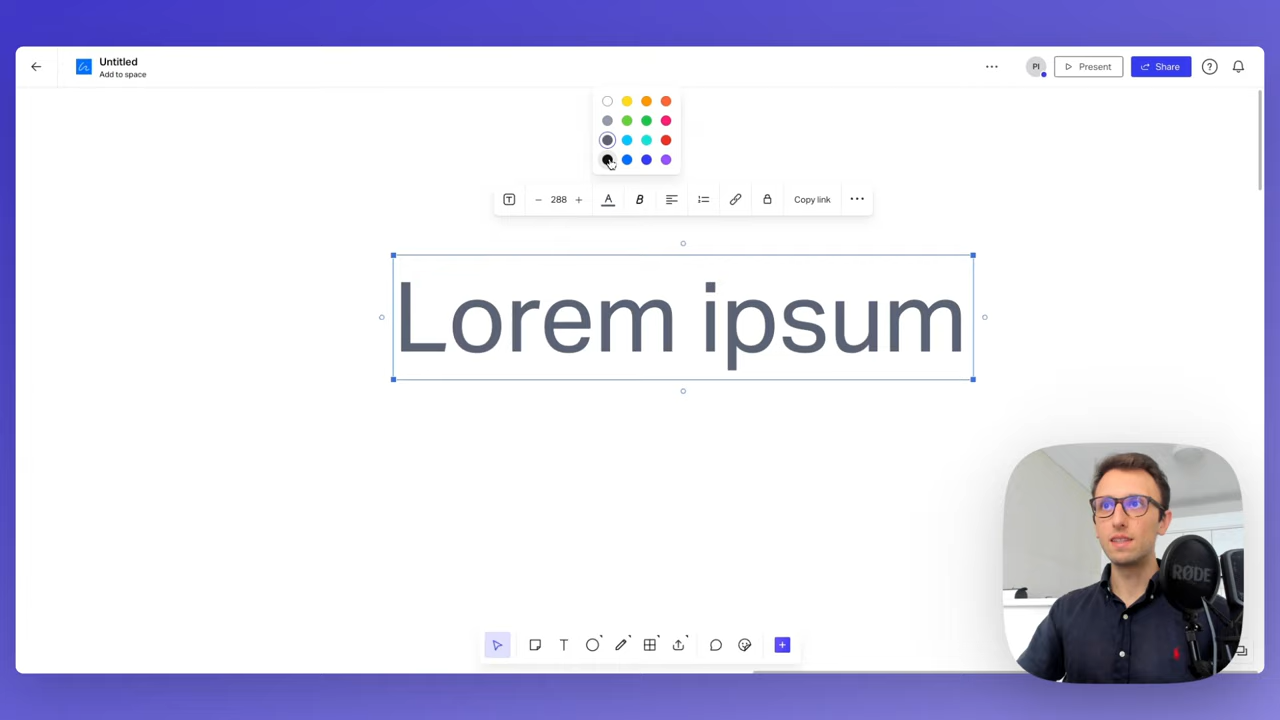 Untitled
Add to space
PI
Present
Share
288
A
B
Copy link
Lorem ipsum
T
RØDE